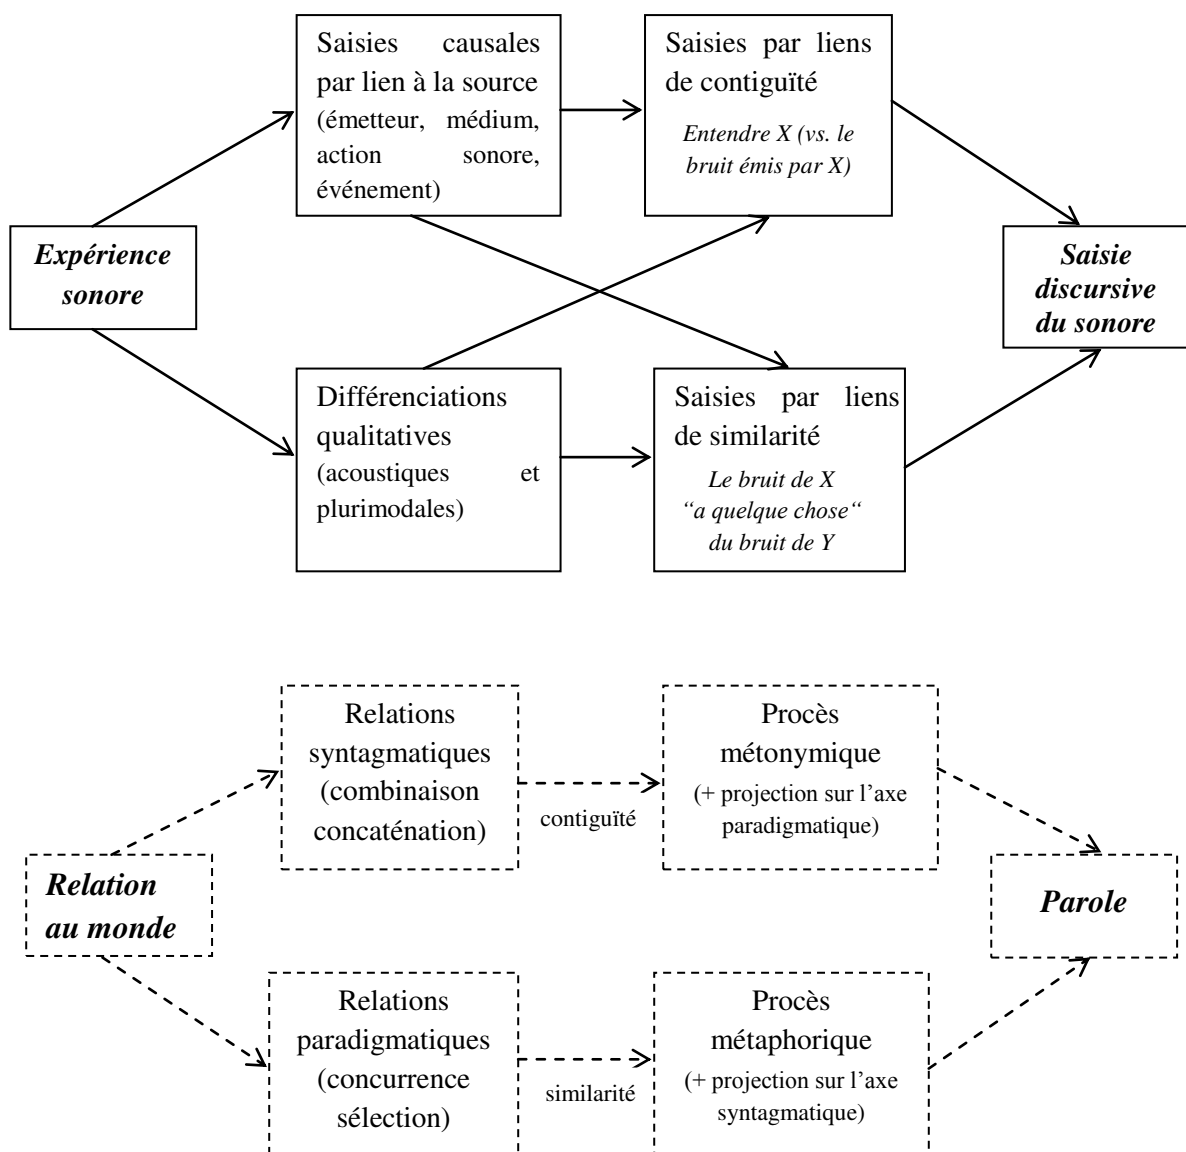 Saisies causales
par lien à la source
(émetteur, médium,
action sonore,
événement)
Saisies par liens
de contiguïté
Entendre X (vs. le
bruit émis par X)
Expérience
sonore
Saisie
discursive
du sonore
Différenciations
qualitatives
(acoustiques et
plurimodales)
Saisies par liens
de similarité
Le bruit de X
“a quelque chose“
du bruit de Y
Relations
syntagmatiques
(combinaison
concaténation)
contiguïté
Procès
métonymique
(+ projection sur l’axe
paradigmatique)
Relation
au monde
Parole
Relations
paradigmatiques
(concurrence
sélection)
similarité
Procès
métaphorique
(+ projection sur l’axe
syntagmatique)